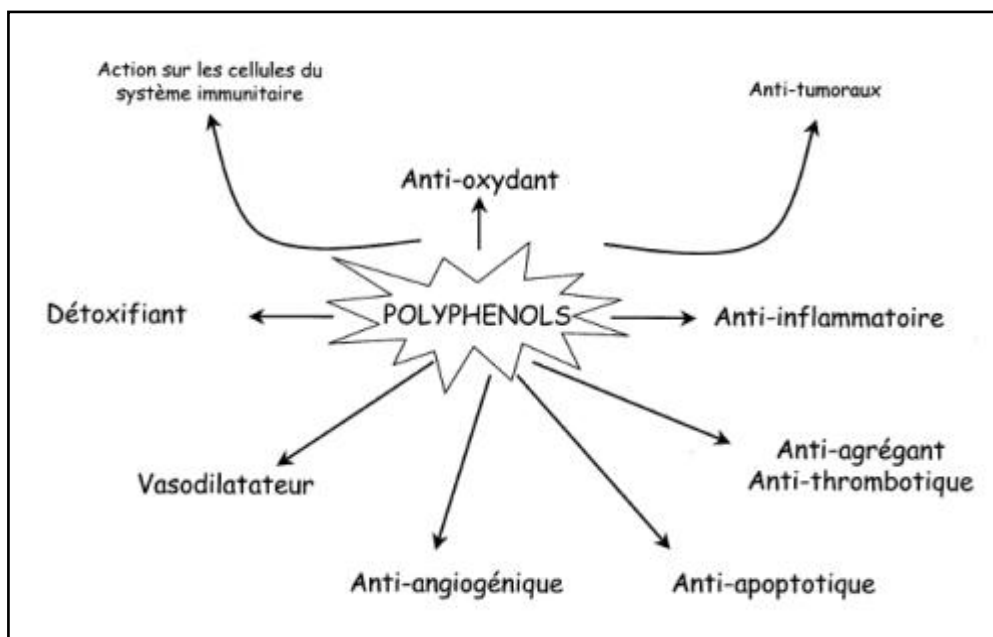 Action sur les cellules du
système immunitaire
Anti-tumoraux
Anti-oxydant
Détoxifiant
POLYPHENOLS
Anti-inflammatoire
Vasodilatateur
Anti-agrégant
Anti-thrombotique
Anti-angiogénique
Anti-apoptotique